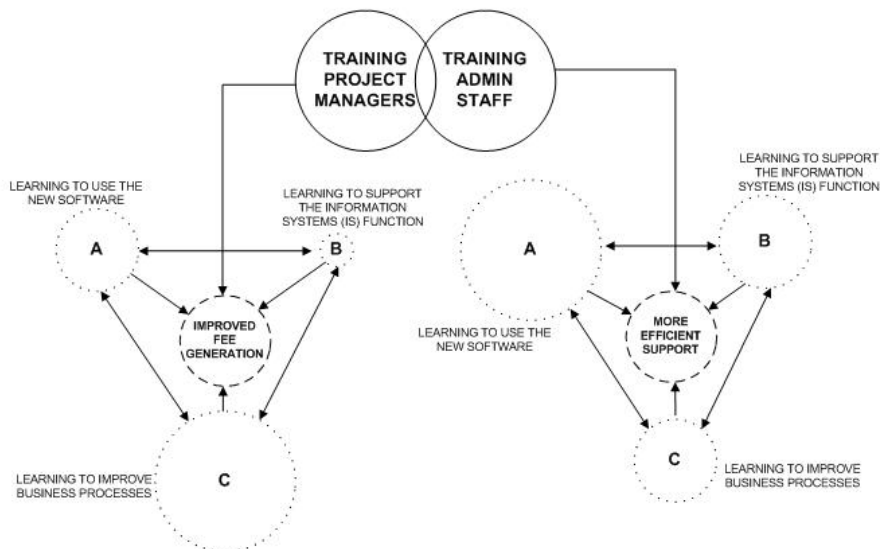 TRAINING
PROJECT
MANAGERS
TRAINING
ADMIN
STAFF
LEARNING TO USE THE
NEW SOFTWARE
A
LEARNING TO SUPPORT
THE INFORMATION
SYSTEMS (IS) FUNCTION
B
IMPROVED
FEE
GENERATION
LEARNING TO IMPROVE
BUSINESS PROCESSES
C
LEARNING TO SUPPORT
THE INFORMATION
SYSTEMS (IS) FUNCTION
A
B
LEARNING TO USE THE
NEW SOFTWARE
MORE
EFFICIENT
SUPPORT
C
LEARNING TO IMPROVE
BUSINESS PROCESSES